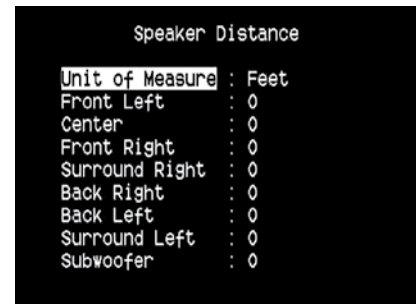 Speaker Distance
Unit of Measure : Feet
Front Left : 0
Center : 0
Front Right : 0
Surround Right : 0
Back Right : 0
Back Left : 0
Surround Left : 0
Subwoofer : 0